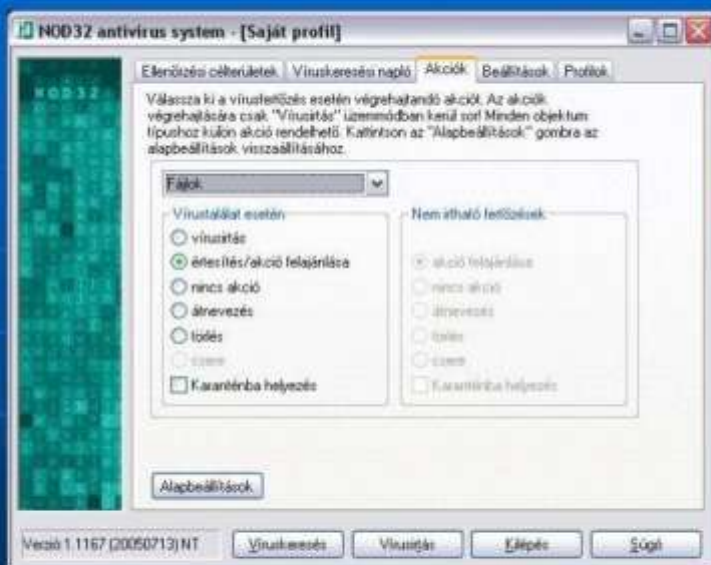 NOD32 antivirus system - [Saját profil]
Ellenőrzési célterületek Víruskeresési napló Akciók Beállítások Profilok
NOD32
Válassza ki a vírusfertőzés esetén végrehajtandó akciót. Az akciók
végrehajtására csak "Vírusirtás" üzemmódban kerül sor! Minden objektum
típushoz külön akció rendelhető. Kattintson az "Alapbeállítások" gombra az
alapbeállítások visszaállításához.
Fájlok
Vírustalálat esetén
vírusirtás
értesítés/akció felajánlása
nincs akció
átnevezés
törlés
csere
Karanténba helyezés
Nem irtható fertőzések
akció felajánlása
nincs akció
átnevezés
törlés
csere
Karanténba helyezés
Alapbeállítások
Verzió 1.1167 (20050713) NT
Víruskeresés Vírusirtás Kilépés Súgó